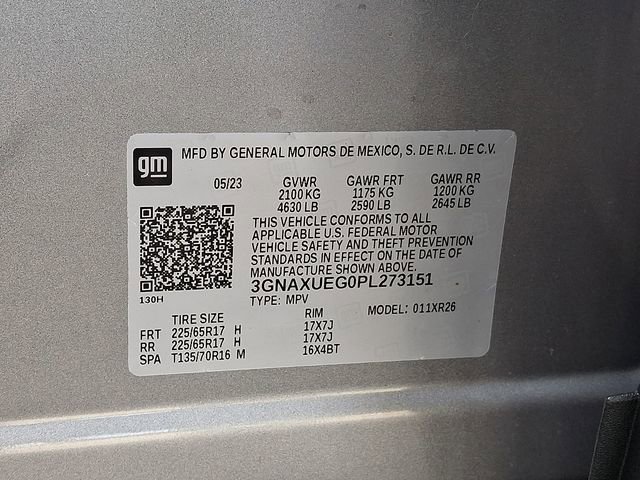 gm MFD BY GENERAL MOTORS DE MEXICO, S. DE R.L. DE C.V.
05/23 GVWR GAWR FRT GAWR RR
2100 KG 1175 KG 1200 KG
4630 LB 2590 LB 2645 LB
THIS VEHICLE CONFORMS TO ALL
APPLICABLE U.S. FEDERAL MOTOR
VEHICLE SAFETY AND THEFT PREVENTION
STANDARDS IN EFFECT ON THE DATE OF
MANUFACTURE SHOWN ABOVE.
3GNAXUEG0PL273151
130H TYPE: MPV MODEL: 011XR26
TIRE SIZE RIM
FRT 225/65R17 H 17X7J
RR 225/65R17 H 17X7J
SPA T135/70R16 M 16X4BT